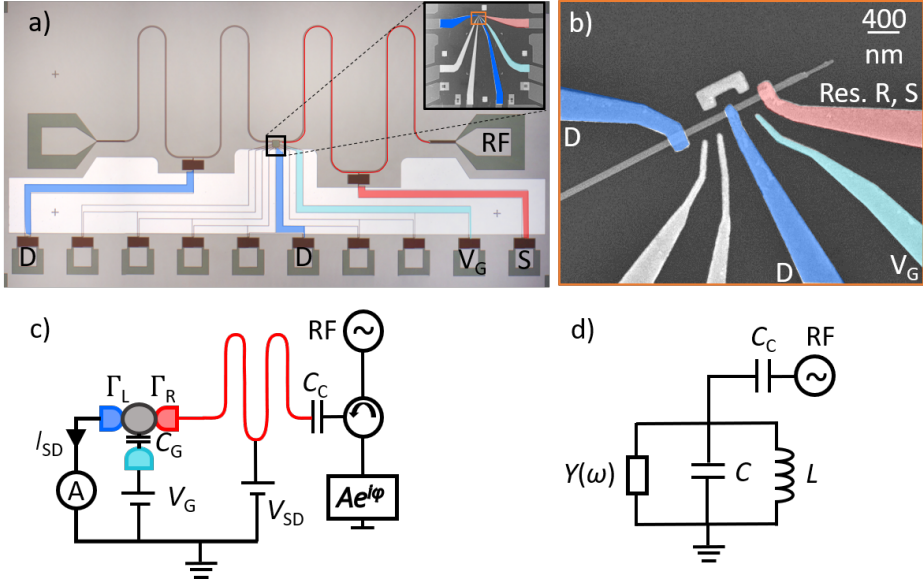 a)
RF
D
D
V_G
S
b)
400
nm
Res. R, S
D
D
V_G
c)
RF
Γ_L
Γ_R
C_C
I_SD
C_G
A
V_G
V_SD
Ae^iφ
d)
C_C
RF
Y(ω)
C
L